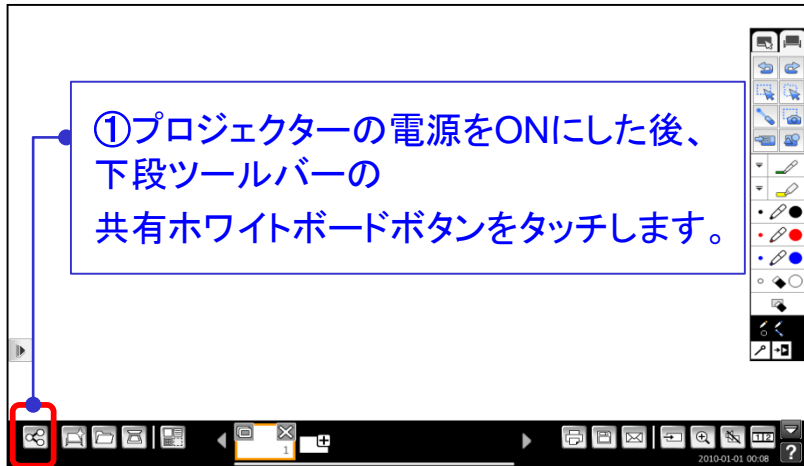 ①プロジェクターの電源をONにした後、
下段ツールバーの
共有ホワイトボードボタンをタッチします。
1
2010-01-01 00:08
?